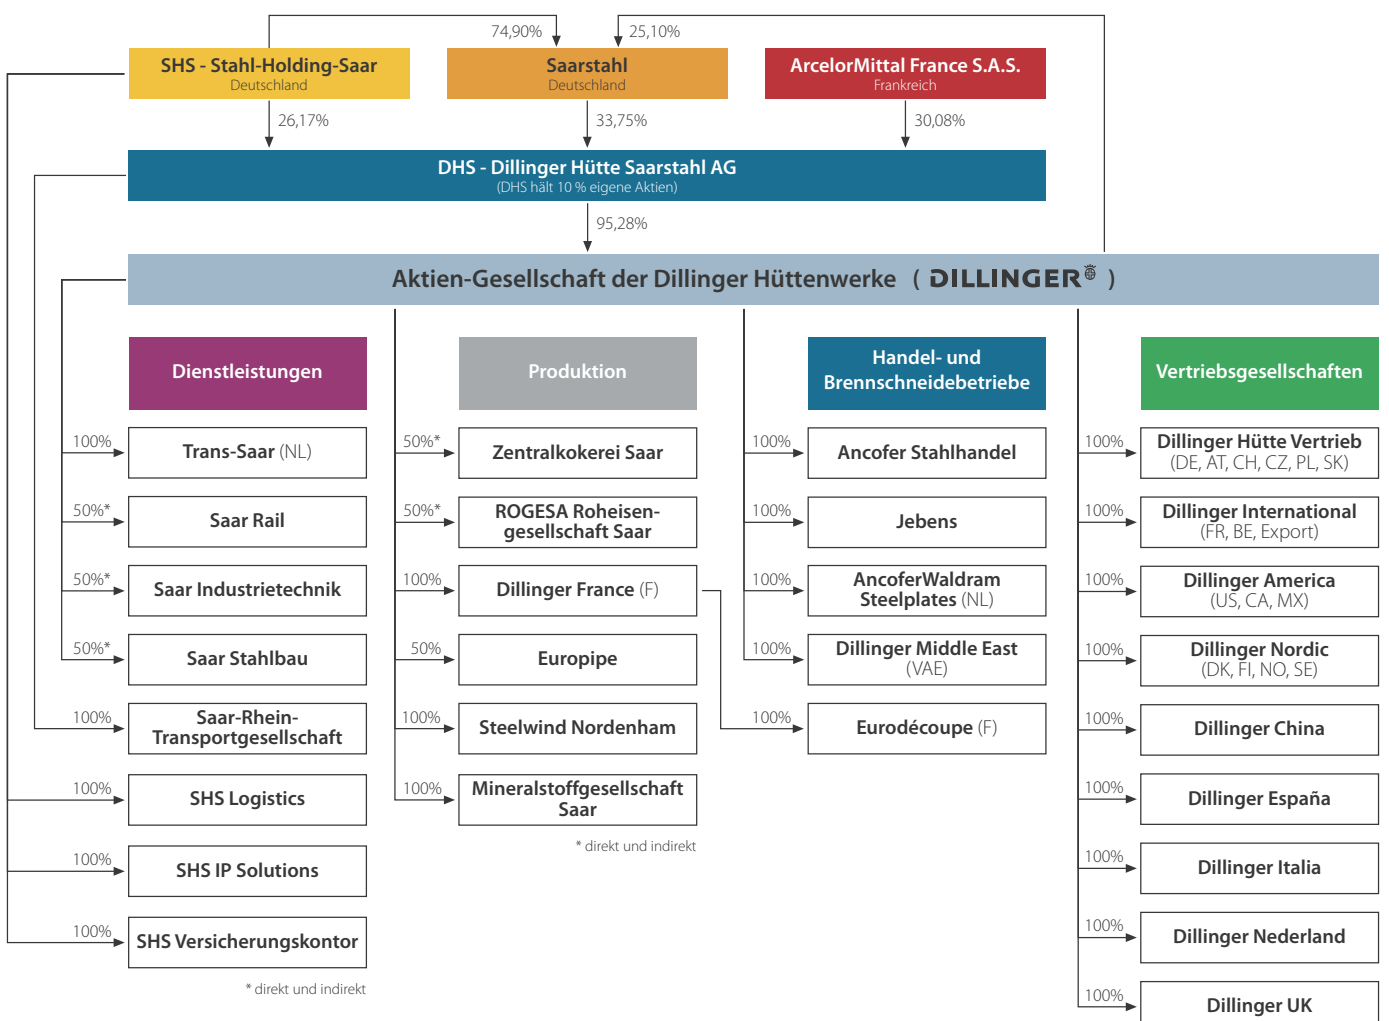 74,90%
25,10%
SHS - Stahl-Holding-Saar
Deutschland
Saarstahl
Deutschland
ArcelorMittal France S.A.S.
Frankreich
26,17%
33,75%
30,08%
DHS - Dillinger Hütte Saarstahl AG
(DHS hält 10 % eigene Aktien)
95,28%
Aktien-Gesellschaft der Dillinger Hüttenwerke ( DILLINGER )
Dienstleistungen
100%
Trans-Saar (NL)
50%*
Saar Rail
50%*
Saar Industrietechnik
50%*
Saar Stahlbau
100%
Saar-Rhein-
Transportgesellschaft
100%
SHS Logistics
100%
SHS IP Solutions
100%
SHS Versicherungskontor
* direkt und indirekt
Produktion
50%*
Zentralkokerei Saar
50%*
ROGESA Roheisen-
gesellschaft Saar
100%
Dillinger France (F)
50%
Europipe
100%
Steelwind Nordenham
100%
Mineralstoffgesellschaft
Saar
* direkt und indirekt
Handel- und
Brennschneidebetriebe
100%
Ancofer Stahlhandel
100%
Jebens
100%
AncoferWaldram
Steelplates (NL)
100%
Dillinger Middle East
(VAE)
100%
Eurodécoupe (F)
Vertriebsgesellschaften
100%
Dillinger Hütte Vertrieb
(DE, AT, CH, CZ, PL, SK)
100%
Dillinger International
(FR, BE, Export)
100%
Dillinger America
(US, CA, MX)
100%
Dillinger Nordic
(DK, FI, NO, SE)
100%
Dillinger China
100%
Dillinger España
100%
Dillinger Italia
100%
Dillinger Nederland
100%
Dillinger UK